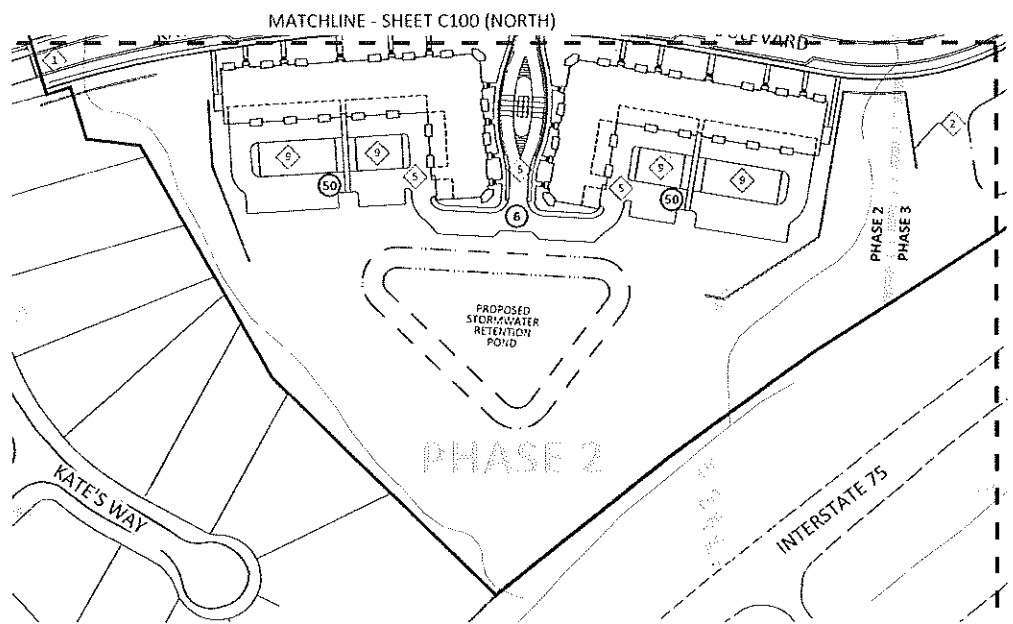 MATCHLINE - SHEET C100 (NORTH)
1
2
9
9
9
9
5
5
5
50
50
6
PHASE 2
PHASE 3
PROPOSED
STORMWATER
RETENTION
POND
PHASE 2
KATE'S WAY
INTERSTATE 75